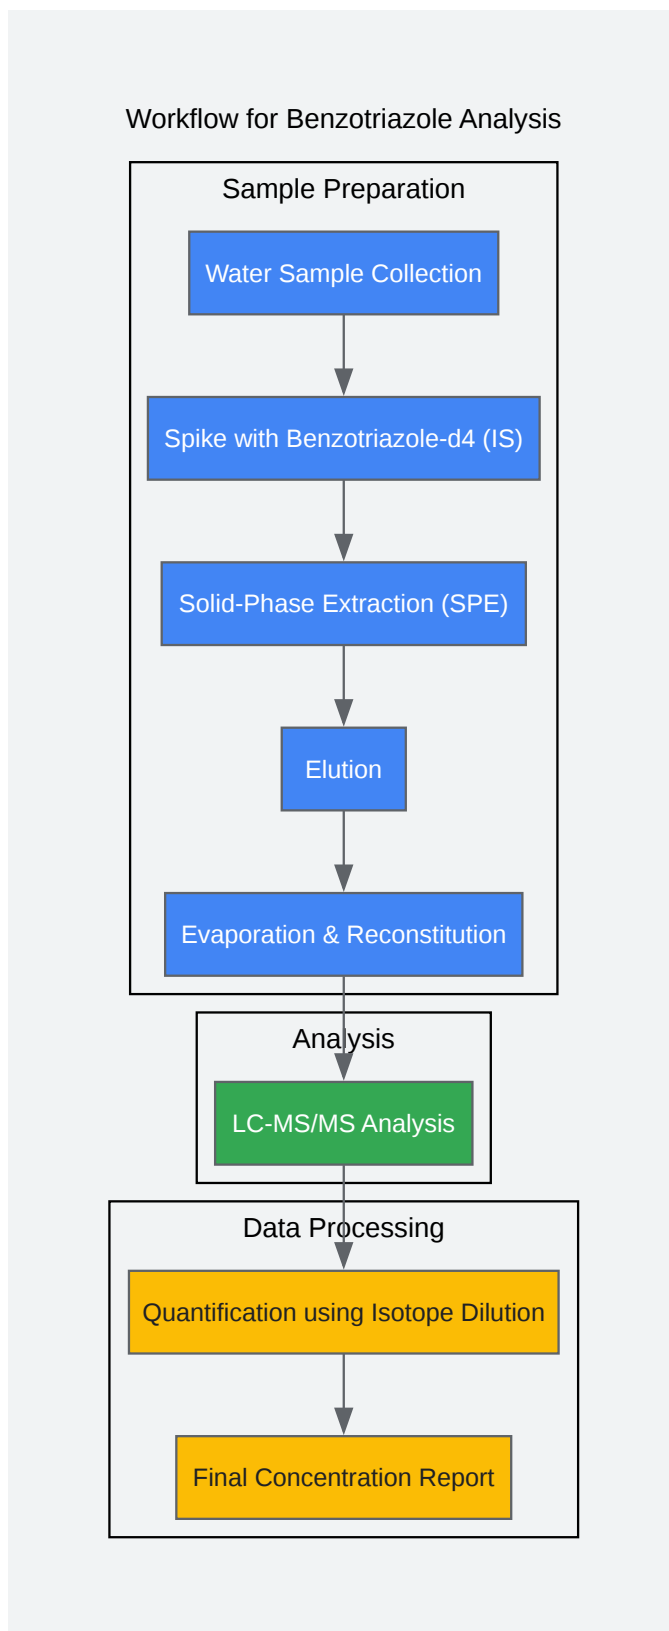 Workflow for Benzotriazole Analysis
Sample Preparation
Water Sample Collection
Spike with Benzotriazole-d4 (IS)
Solid-Phase Extraction (SPE)
Elution
Evaporation & Reconstitution
Analysis
LC-MS/MS Analysis
Data Processing
Quantification using Isotope Dilution
Final Concentration Report